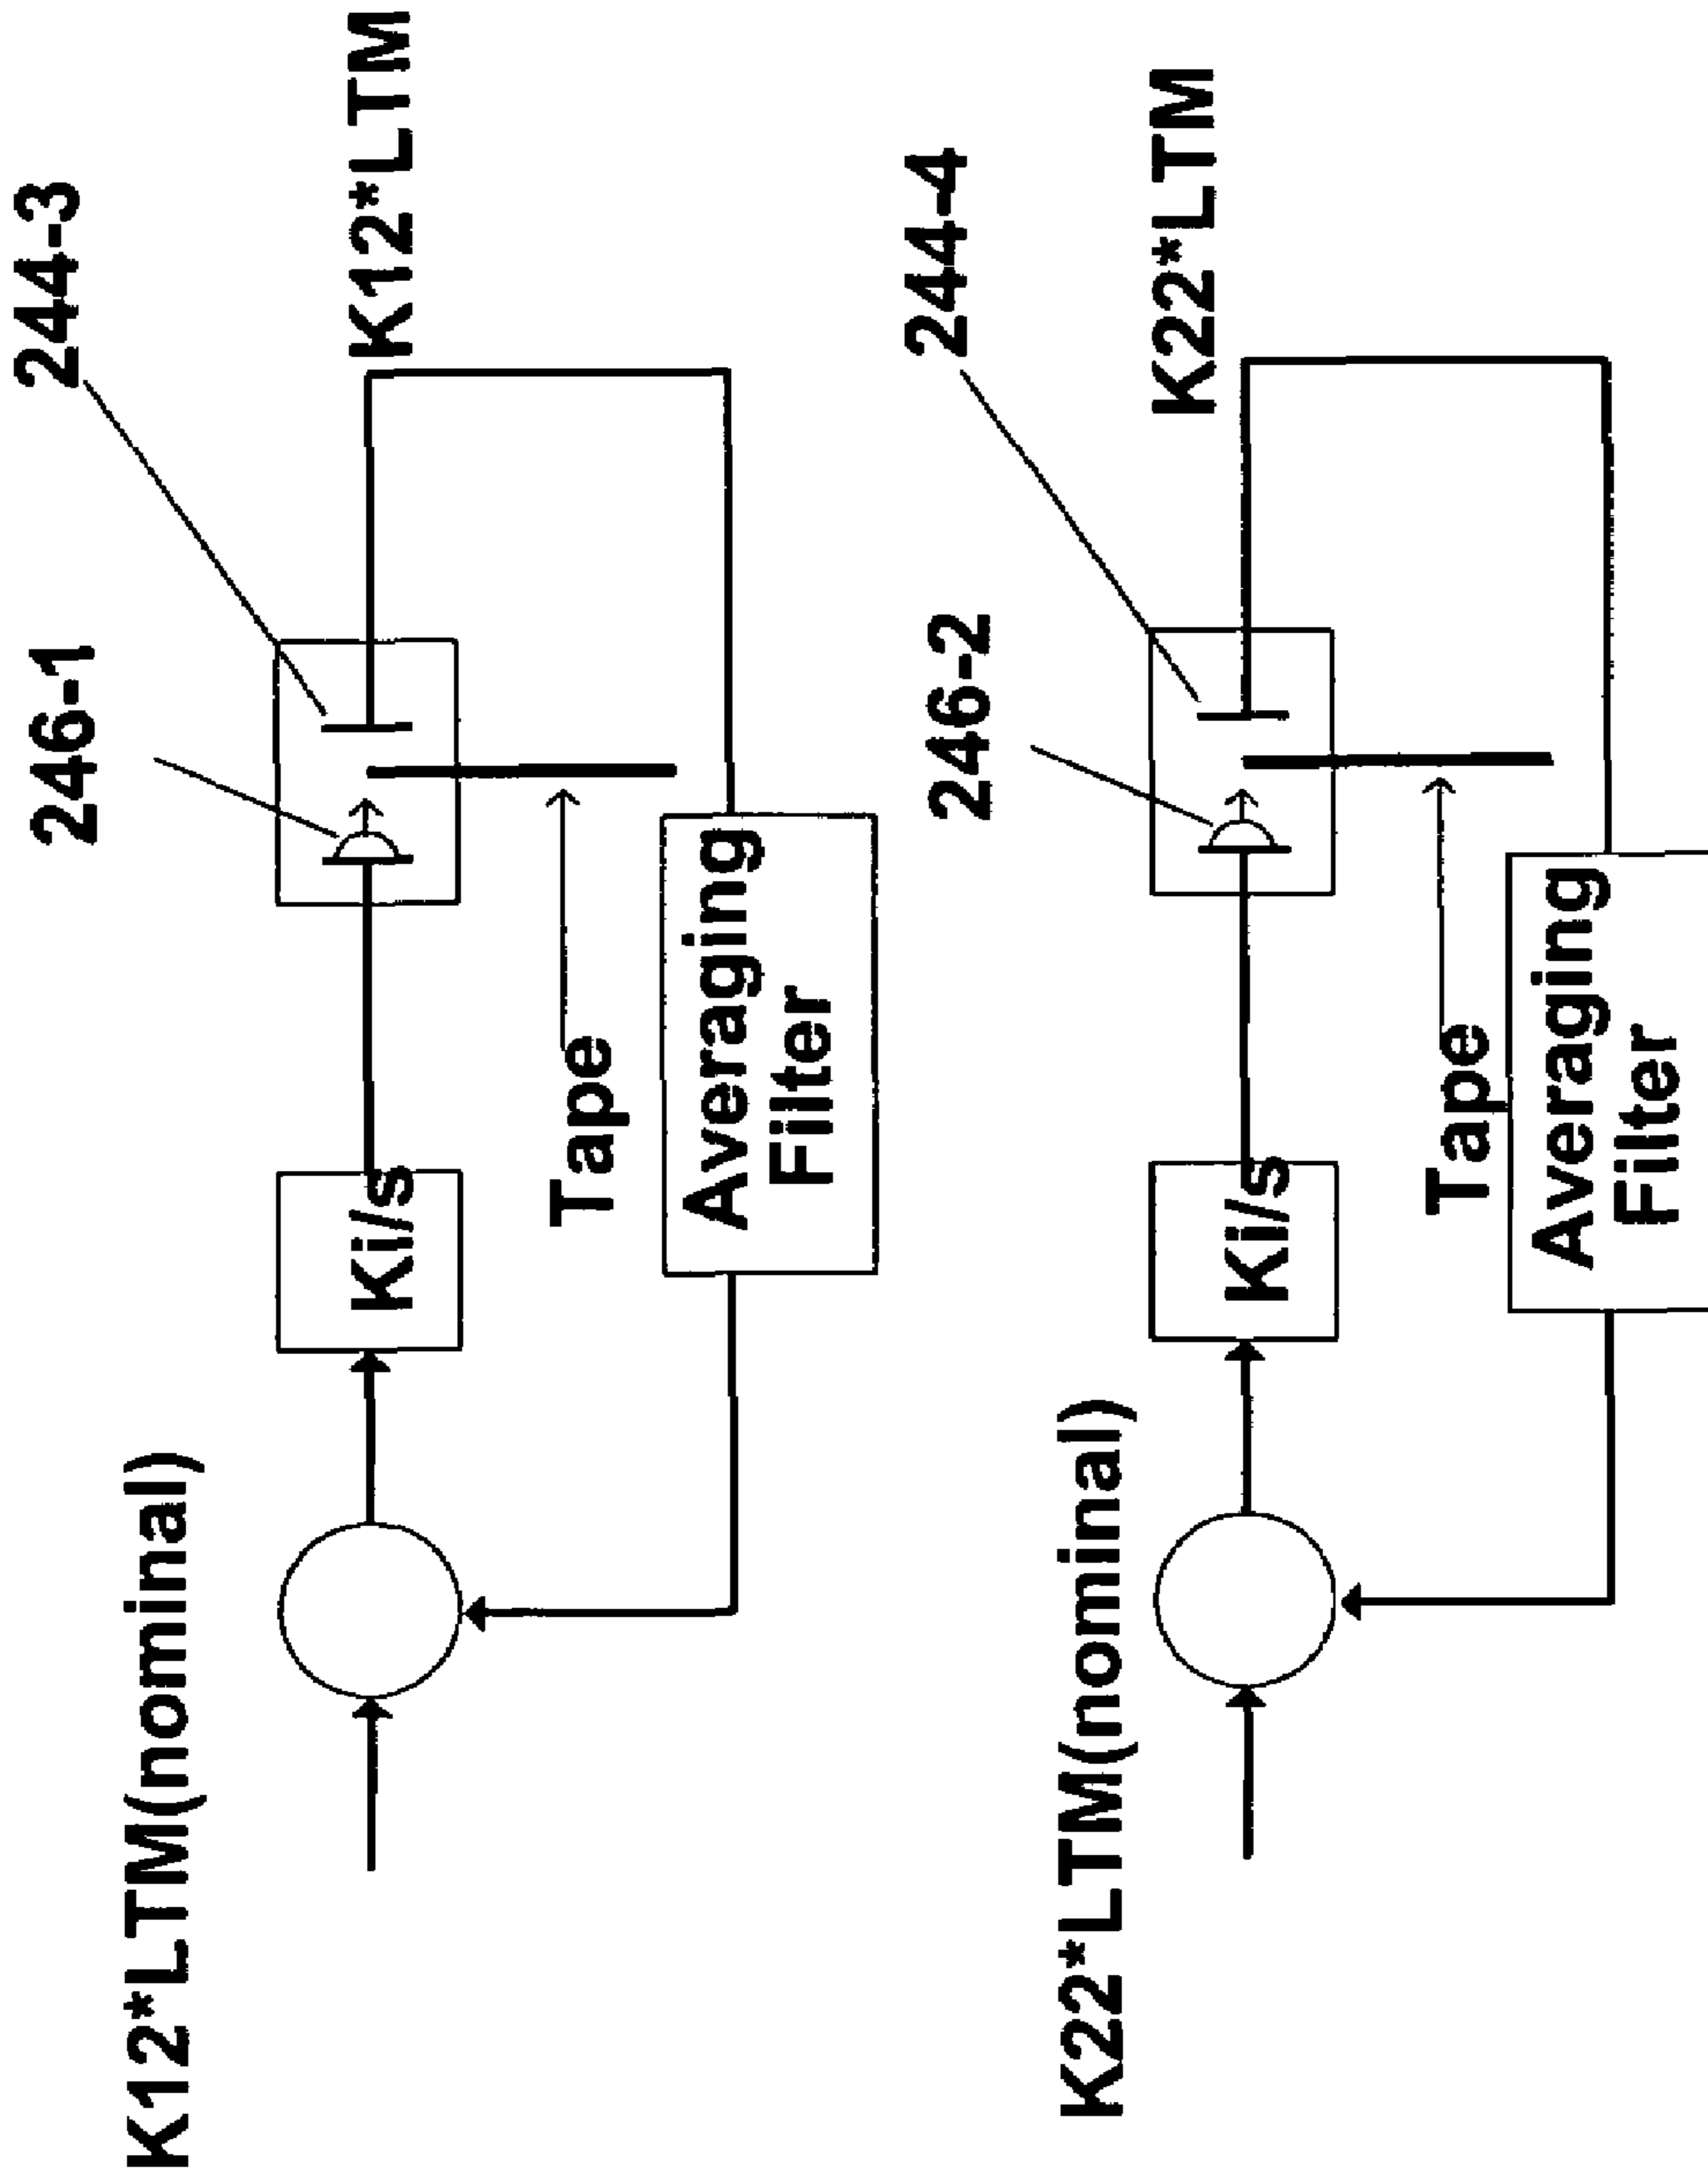 246-1
244-3
K12*LTM(nominal)
K12*LTM
Ki/s
Tape
Averaging
Filter
246-2
244-4
K22*LTM(nominal)
K22*LTM
Ki/s
Tape
Averaging
Filter